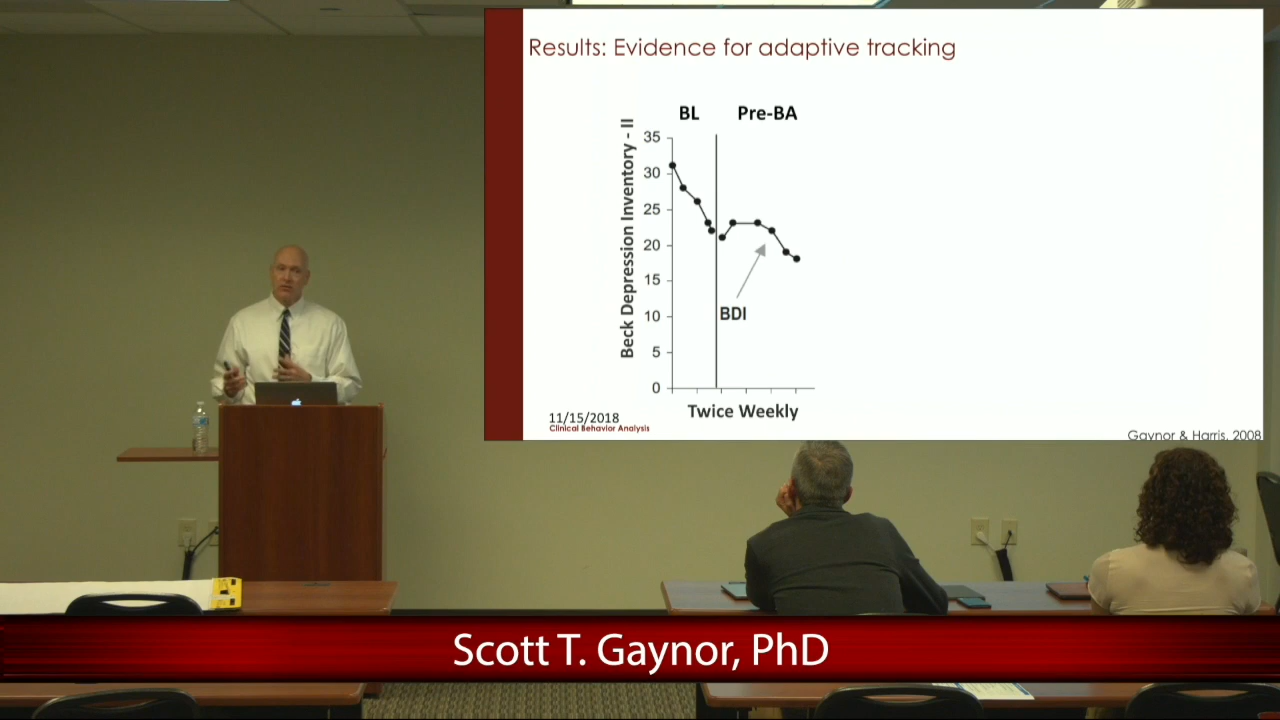 Results: Evidence for adaptive tracking
BL Pre-BA
Beck Depression Inventory - II
35
30
25
20
15
10
5
0
BDI
Twice Weekly
11/15/2018
Clinical Behavior Analysis
Gaynor & Harris, 2008
Scott T. Gaynor, PhD